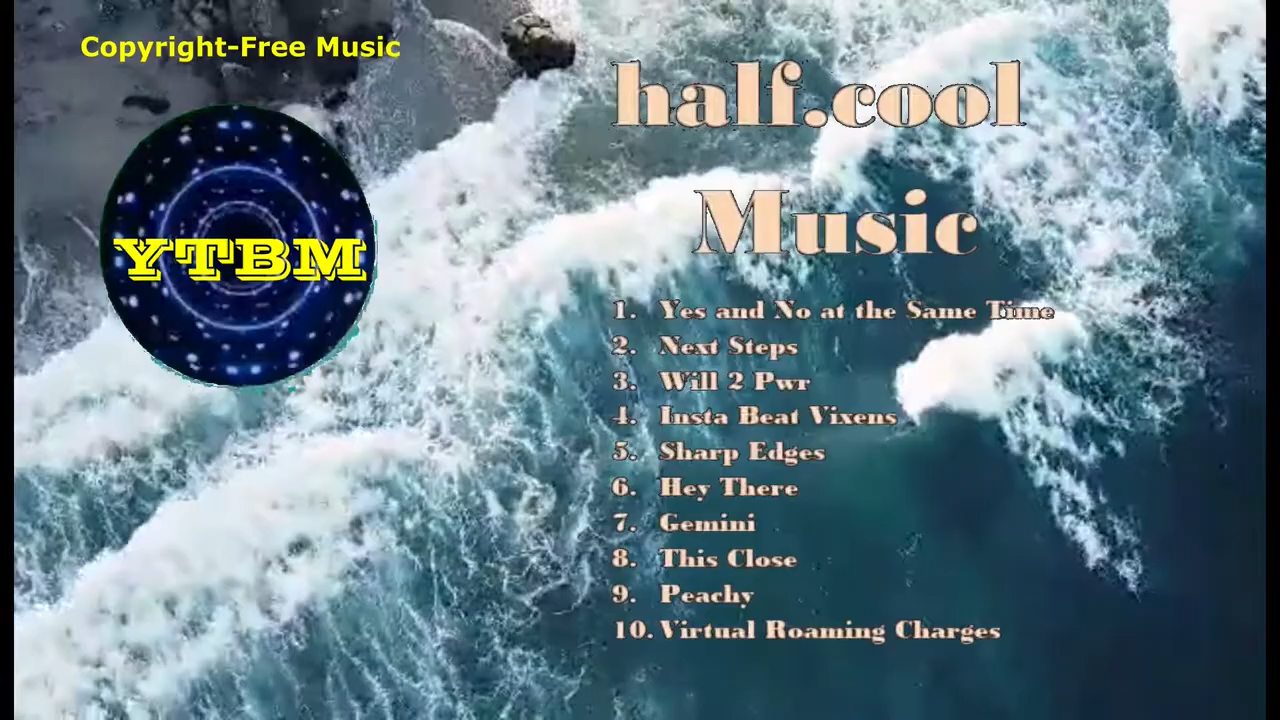 Copyright-Free Music
YTBM
half.cool
Music
1. Yes and No at the Same Time
2. Next Steps
3. Will 2 Pwr
4. Insta Beat Vixens
5. Sharp Edges
6. Hey There
7. Gemini
8. This Close
9. Peachy
10. Virtual Roaming Charges